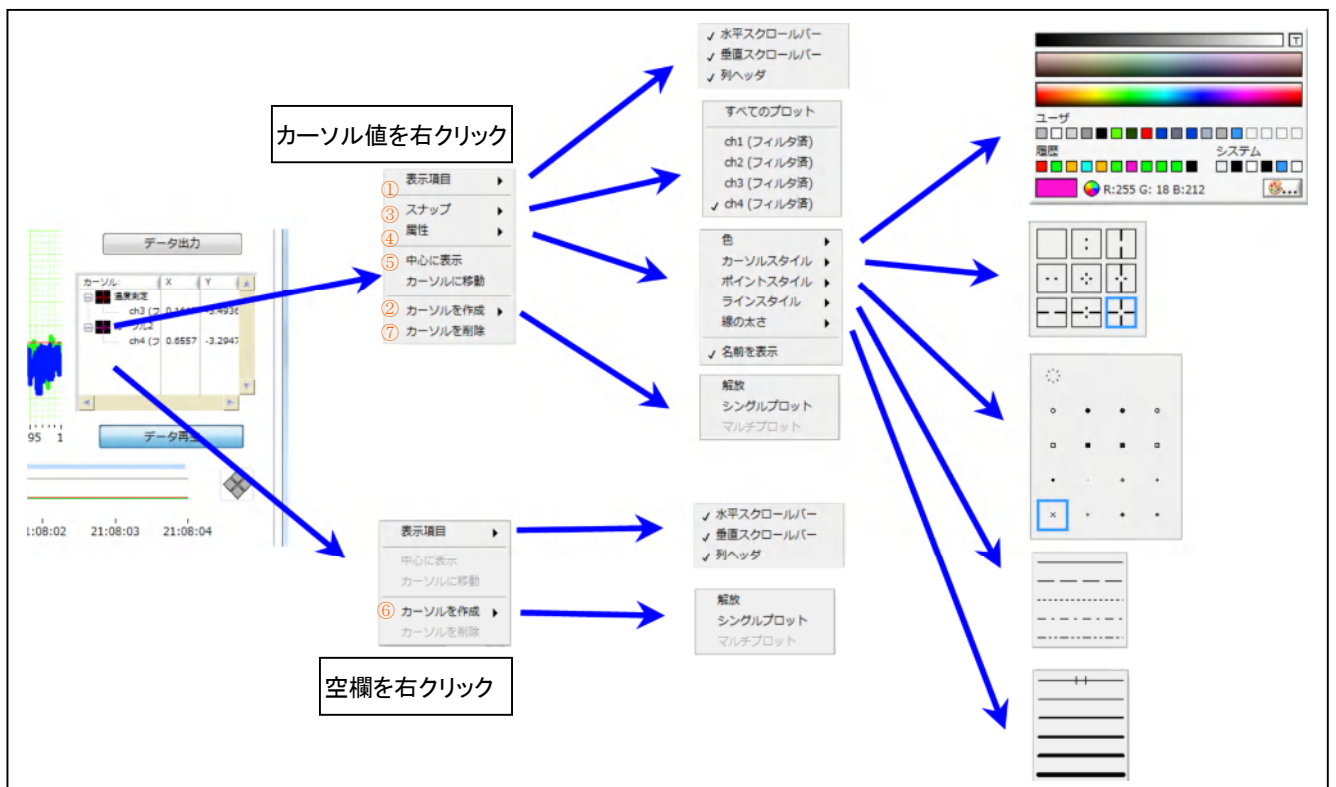 カーソル値を右クリック
データ出力
カーソル: X Y
温度測定
ch3 (フ
ch4 (フ 0.6557 -3.2947
データ再生
95 1
1:08:02 21:08:03 21:08:04
① 表示項目
③ スナップ
④ 属性
⑤ 中心に表示
カーソルに移動
② カーソルを作成
⑦ カーソルを削除
✓ 水平スクロールバー
✓ 垂直スクロールバー
✓ 列ヘッダ
すべてのプロット
ch1 (フィルタ済)
ch2 (フィルタ済)
ch3 (フィルタ済)
✓ ch4 (フィルタ済)
色
カーソルスタイル
ポイントスタイル
ラインスタイル
線の太さ
✓ 名前を表示
解放
シングルプロット
マルチプロット
T
ユーザ
履歴 システム
R:255 G: 18 B:212
...
表示項目
中心に表示
カーソルに移動
⑥ カーソルを作成
カーソルを削除
空欄を右クリック
✓ 水平スクロールバー
✓ 垂直スクロールバー
✓ 列ヘッダ
解放
シングルプロット
マルチプロット